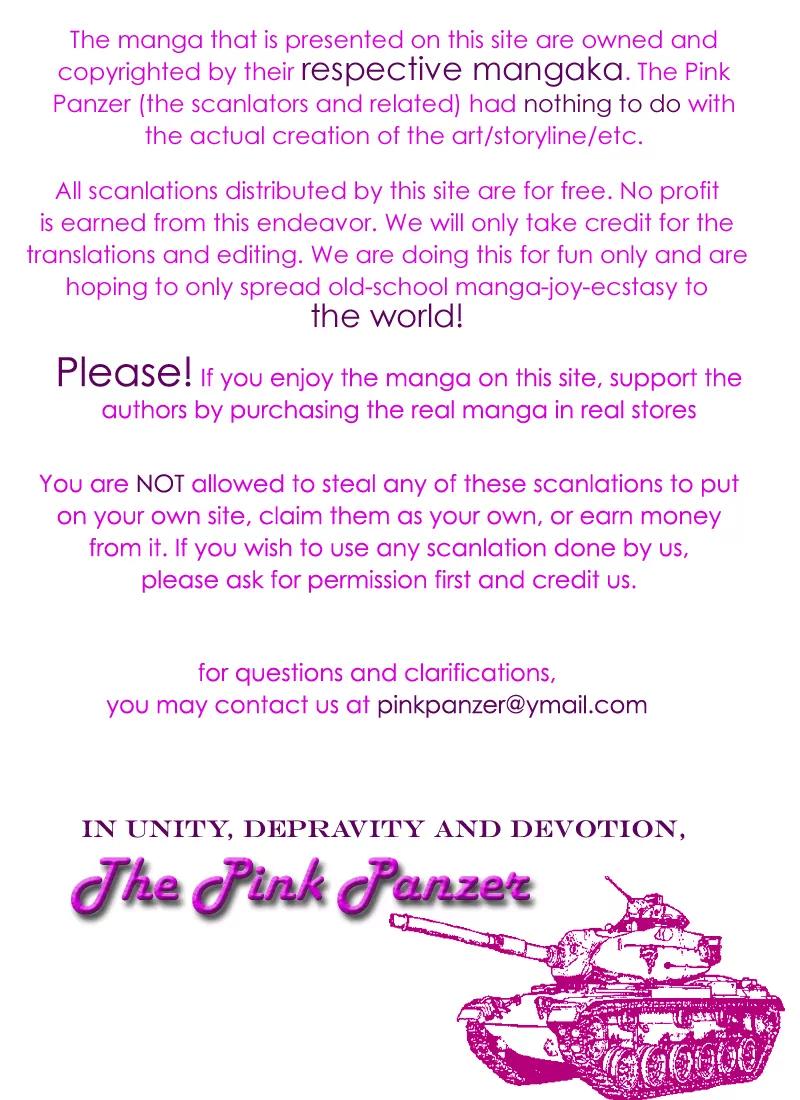 The manga that is presented on this site are owned and
copyrighted by their respective mangaka. The Pink
Panzer (the scanlators and related) had nothing to do with
the actual creation of the art/storyline/etc.
All scanlations distributed by this site are for free. No profit
is earned from this endeavor. We will only take credit for the
translations and editing. We are doing this for fun only and are
hoping to only spread old-school manga-joy-ecstasy to
the world!
Please! If you enjoy the manga on this site, support the
authors by purchasing the real manga in real stores
You are NOT allowed to steal any of these scanlations to put
on your own site, claim them as your own, or earn money
from it. If you wish to use any scanlation done by us,
please ask for permission first and credit us.
for questions and clarifications,
you may contact us at pinkpanzer@ymail.com
IN UNITY, DEPRAVITY AND DEVOTION,
The Pink Panzer